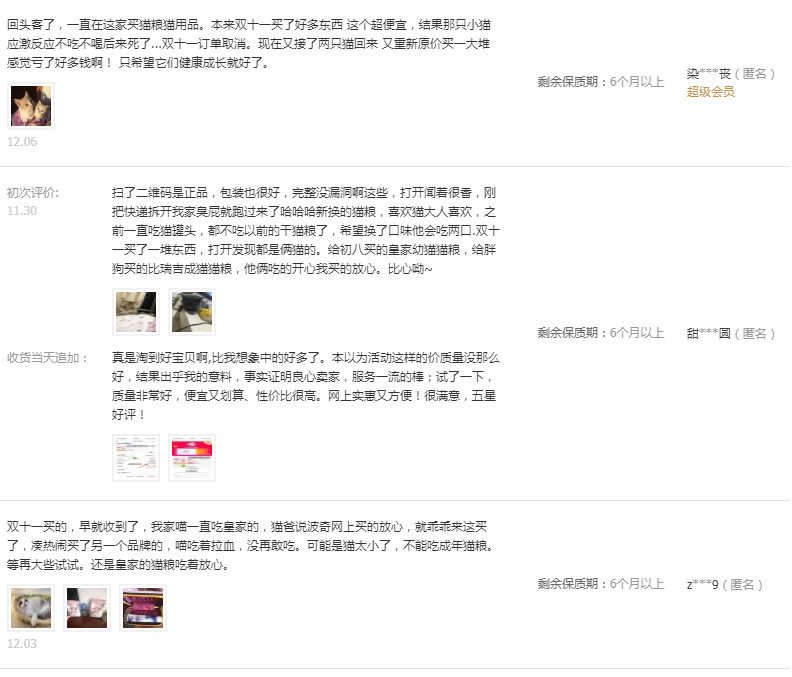 回头客了，一直在这家买猫粮猫用品。本来双十一买了好多东西 这个超便宜，结果那只小猫
应激反应不吃不喝后来死了...双十一订单取消。现在又接了两只猫回来 又重新原价买一大堆
感觉亏了好多钱啊！ 只希望它们健康成长就好了。
12.06
剩余保质期：6个月以上
染***丧（匿名）
超级会员
初次评价:
11.30
扫了二维码是正品，包装也很好，完整没漏洞啊这些，打开闻着很香，刚
把快递拆开我家臭屁就跑过来了哈哈哈新换的猫粮，喜欢猫大人喜欢，之
前一直吃猫罐头，都不吃以前的干猫粮了，希望换了口味他会吃两口.双十
一买了一堆东西，打开发现都是俩猫的。给初八买的皇家幼猫猫粮，给胖
狗买的比瑞吉成猫猫粮，他俩吃的开心我买的放心。比心呦~
收货当天追加：
真是淘到好宝贝啊,比我想象中的好多了。本以为活动这样的价质量没那么
好，结果出乎我的意料，事实证明良心卖家，服务一流的棒；试了一下，
质量非常好，便宜又划算、性价比很高。网上实惠又方便！很满意，五星
好评！
剩余保质期：6个月以上
甜***圆（匿名）
双十一买的，早就收到了，我家喵一直吃皇家的，猫爸说波奇网上买的放心，就乖乖来这买
了，凑热闹买了另一个品牌的，喵吃着拉血，没再敢吃。可能是猫太小了，不能吃成年猫粮。
等再大些试试。还是皇家的猫粮吃着放心。
12.03
剩余保质期：6个月以上
z***9（匿名）